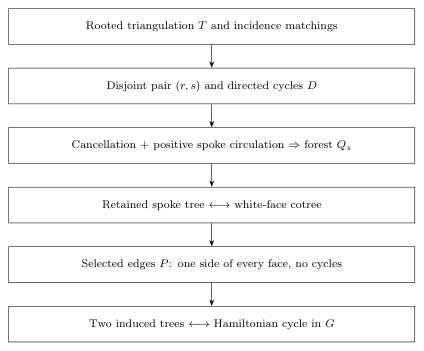 Rooted triangulation T and incidence matchings
Disjoint pair (r, s) and directed cycles D
Cancellation + positive spoke circulation ⇒ forest Qₛ
Retained spoke tree ⟷ white-face cotree
Selected edges P: one side of every face, no cycles
Two induced trees ⟷ Hamiltonian cycle in G